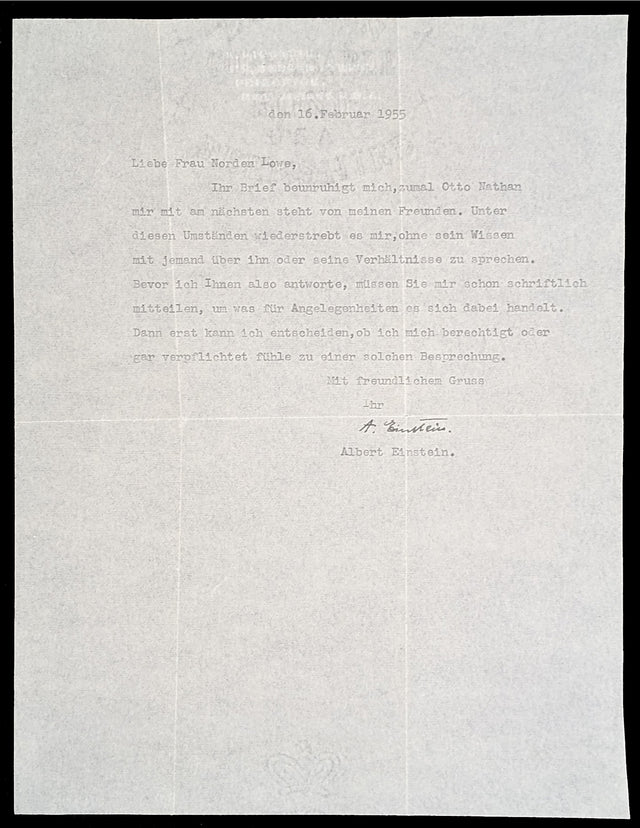 den 16.Februar 1955
Liebe Frau Norden Lowe,
Ihr Brief beunruhigt mich,zumal Otto Nathan
mir mit am nächsten steht von meinen Freunden. Unter
diesen Umständen wiederstrebt es mir,ohne sein Wissen
mit jemand über ihn oder seine Verhältnisse zu sprechen.
Bevor ich Ihnen also antworte, müssen Sie mir schon schriftlich
mitteilen, um was für Angelegenheiten es sich dabei handelt.
Dann erst kann ich entscheiden,ob ich mich berechtigt oder
gar verpflichtet fühle zu einer solchen Besprechung.
Mit freundlichem Gruss
Ihr
A. Einstein.
Albert Einstein.